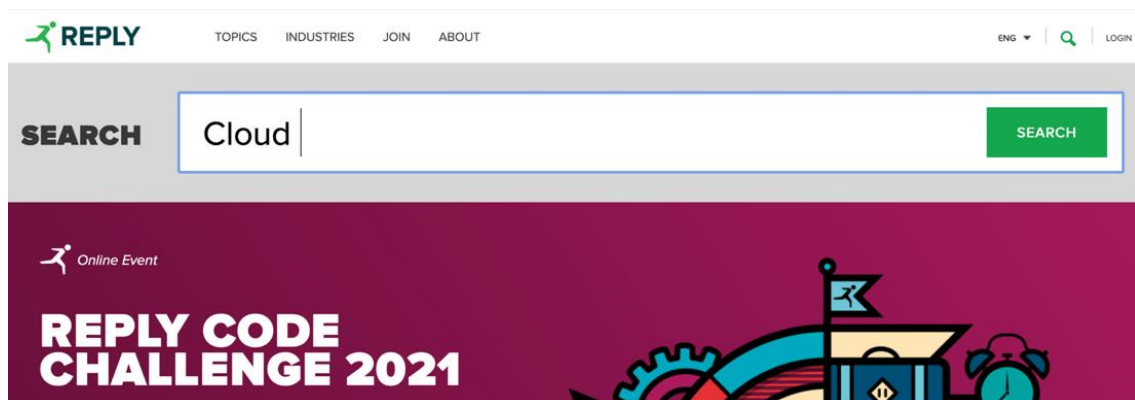 REPLY TOPICS INDUSTRIES JOIN ABOUT ENG LOGIN
SEARCH Cloud SEARCH
Online Event
REPLY CODE
CHALLENGE 2021